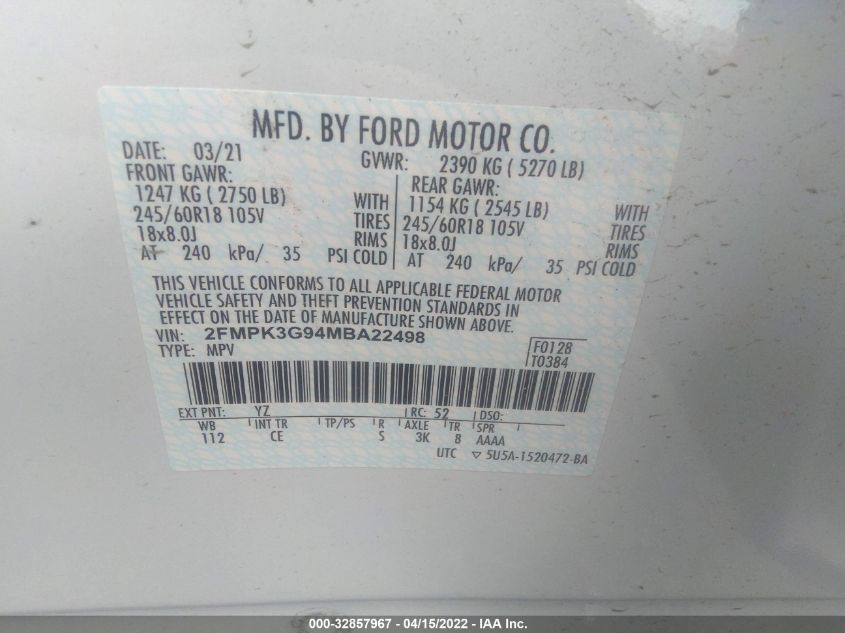 MFD. BY FORD MOTOR CO.
DATE: 03/21 GVWR: 2390 KG ( 5270 LB)
FRONT GAWR: REAR GAWR:
1247 KG ( 2750 LB) WITH 1154 KG ( 2545 LB) WITH
245/60R18 105V TIRES 245/60R18 105V TIRES
18x8.0J RIMS 18x8.0J RIMS
AT 240 kPa/ 35 PSI COLD AT 240 kPa/ 35 PSI COLD
THIS VEHICLE CONFORMS TO ALL APPLICABLE FEDERAL MOTOR
VEHICLE SAFETY AND THEFT PREVENTION STANDARDS IN
EFFECT ON THE DATE OF MANUFACTURE SHOWN ABOVE.
VIN: 2FMPK3G94MBA22498
TYPE: MPV F0128
T0384
EXT PNT: YZ RC: 52 DSO:
WB INT TR TP/PS R AXLE TR SPR
112 CE S 3K 8 AAAA
UTC ▽ 5U5A-1520472-BA
000-32857967 - 04/15/2022 - IAA Inc.